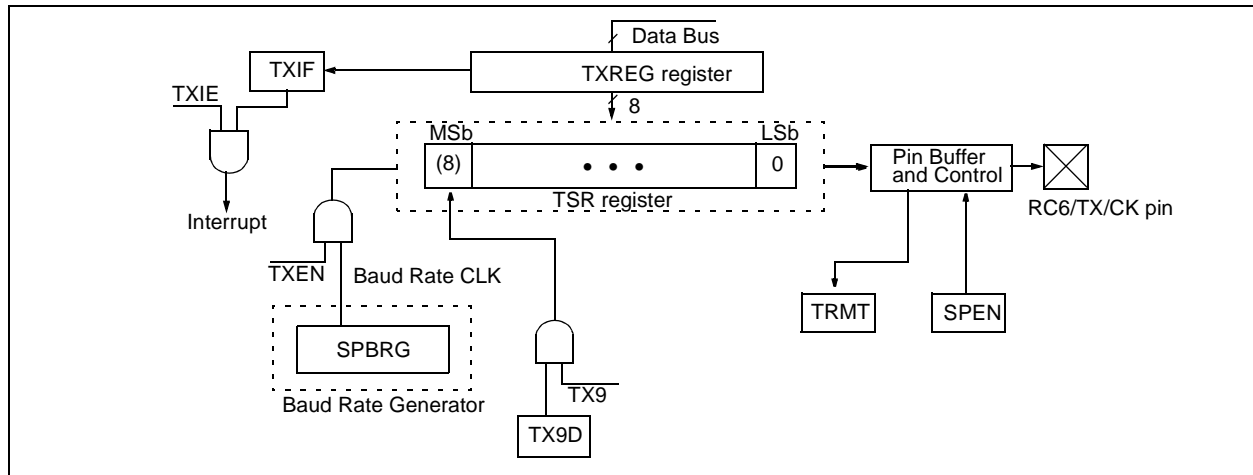 Data Bus
TXIF
TXREG register
TXIE
8
MSb
LSb
(8)
• • •
0
Pin Buffer
and Control
TSR register
Interrupt
RC6/TX/CK pin
TXEN
Baud Rate CLK
TRMT
SPEN
SPBRG
TX9
Baud Rate Generator
TX9D